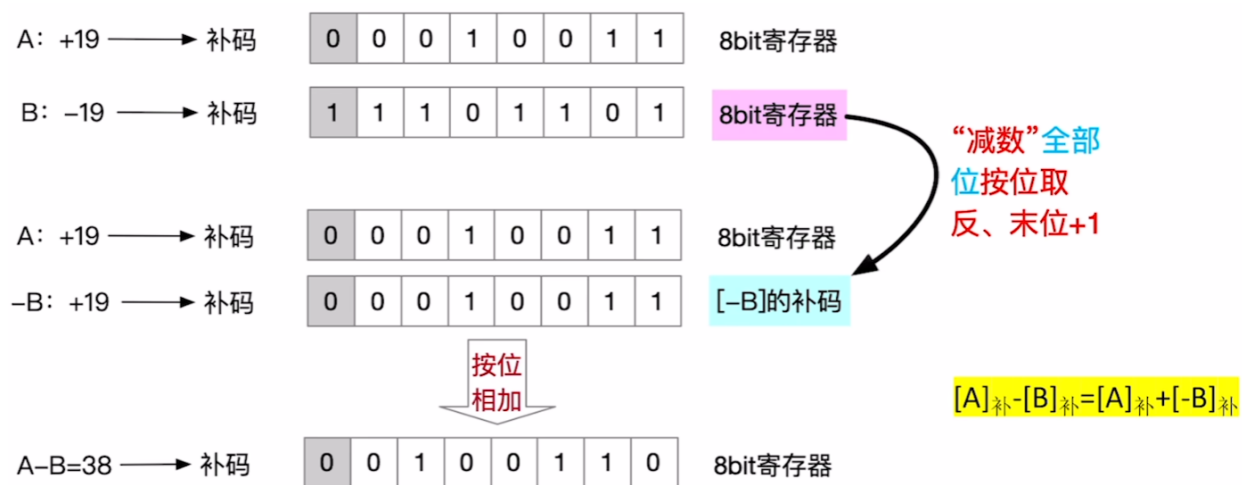 A：+19 补码 0 0 0 1 0 0 1 1 8bit寄存器
B：-19 补码 1 1 1 0 1 1 0 1 8bit寄存器
“减数”全部
位按位取
反、末位+1
A：+19 补码 0 0 0 1 0 0 1 1 8bit寄存器
-B：+19 补码 0 0 0 1 0 0 1 1 [-B]的补码
按位
相加
[A]补-[B]补=[A]补+[-B]补
A-B=38 补码 0 0 1 0 0 1 1 0 8bit寄存器